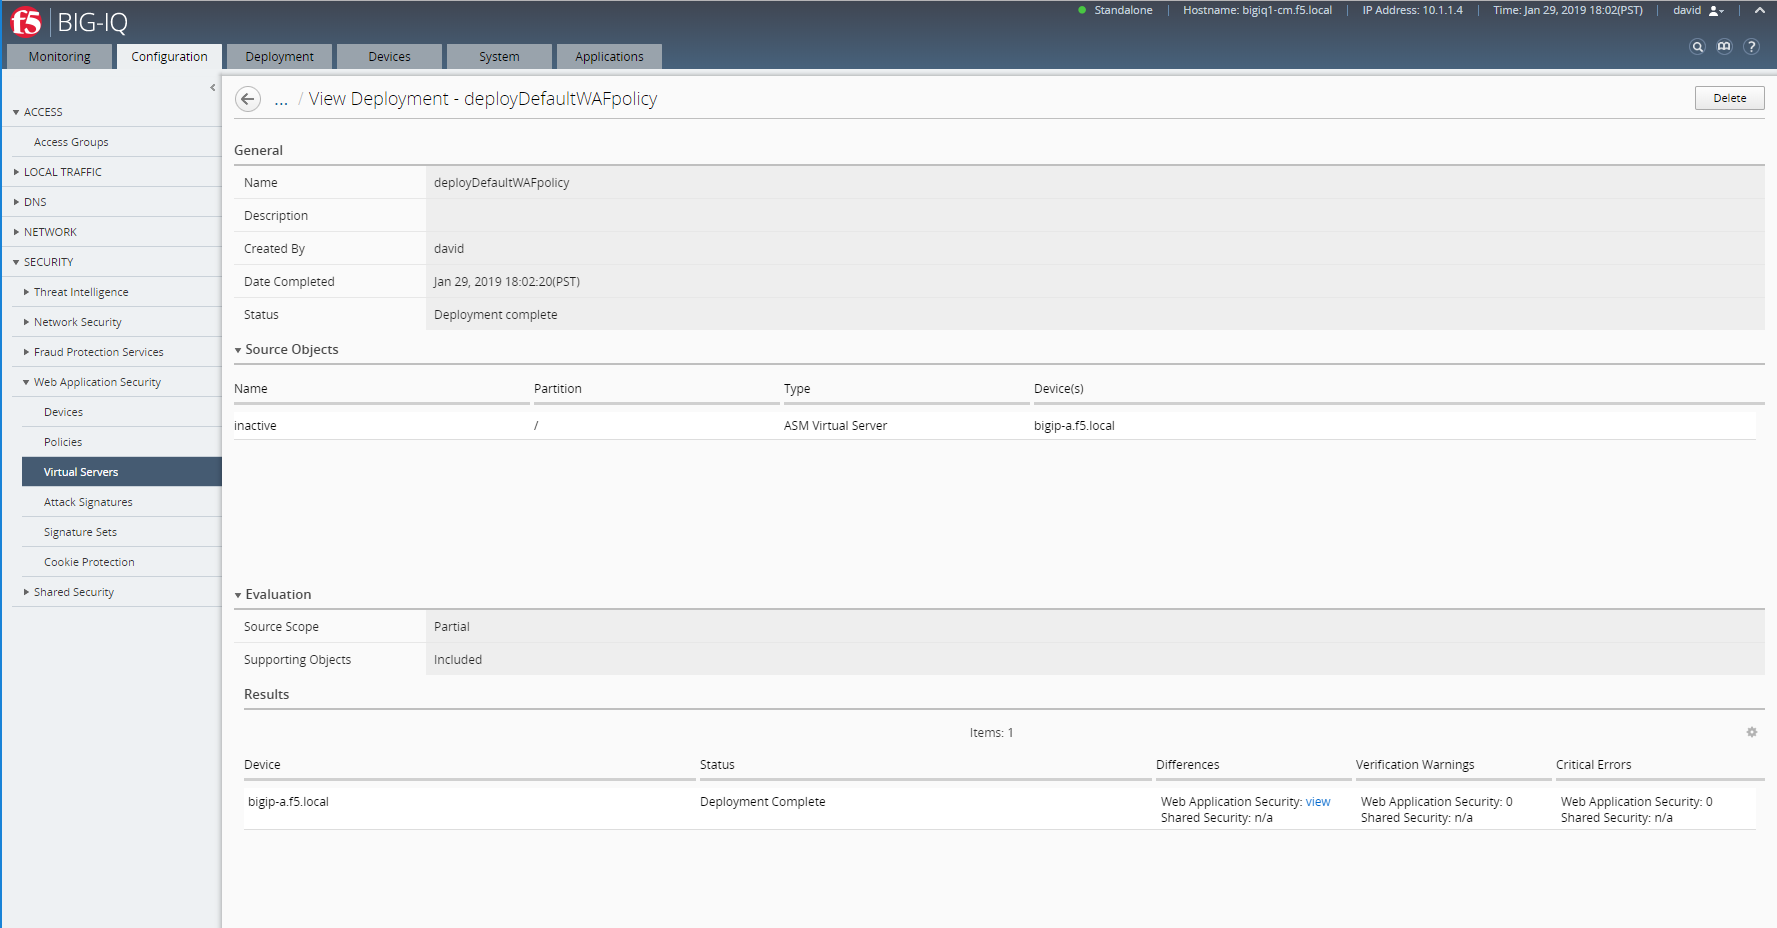 f5 BIG-IQ
Standalone | Hostname: bigiq1-cm.f5.local | IP Address: 10.1.1.4 | Time: Jan 29, 2019 18:02(PST) | david
Monitoring Configuration Deployment Devices System Applications
ACCESS
Access Groups
LOCAL TRAFFIC
DNS
NETWORK
SECURITY
Threat Intelligence
Network Security
Fraud Protection Services
Web Application Security
Devices
Policies
Virtual Servers
Attack Signatures
Signature Sets
Cookie Protection
Shared Security
... / View Deployment - deployDefaultWAFpolicy
Delete
General
Name deployDefaultWAFpolicy
Description
Created By david
Date Completed Jan 29, 2019 18:02:20(PST)
Status Deployment complete
Source Objects
Name Partition Type Device(s)
inactive / ASM Virtual Server bigip-a.f5.local
Evaluation
Source Scope Partial
Supporting Objects Included
Results
Items: 1
Device Status Differences Verification Warnings Critical Errors
bigip-a.f5.local Deployment Complete Web Application Security: view Web Application Security: 0 Web Application Security: 0
Shared Security: n/a Shared Security: n/a Shared Security: n/a